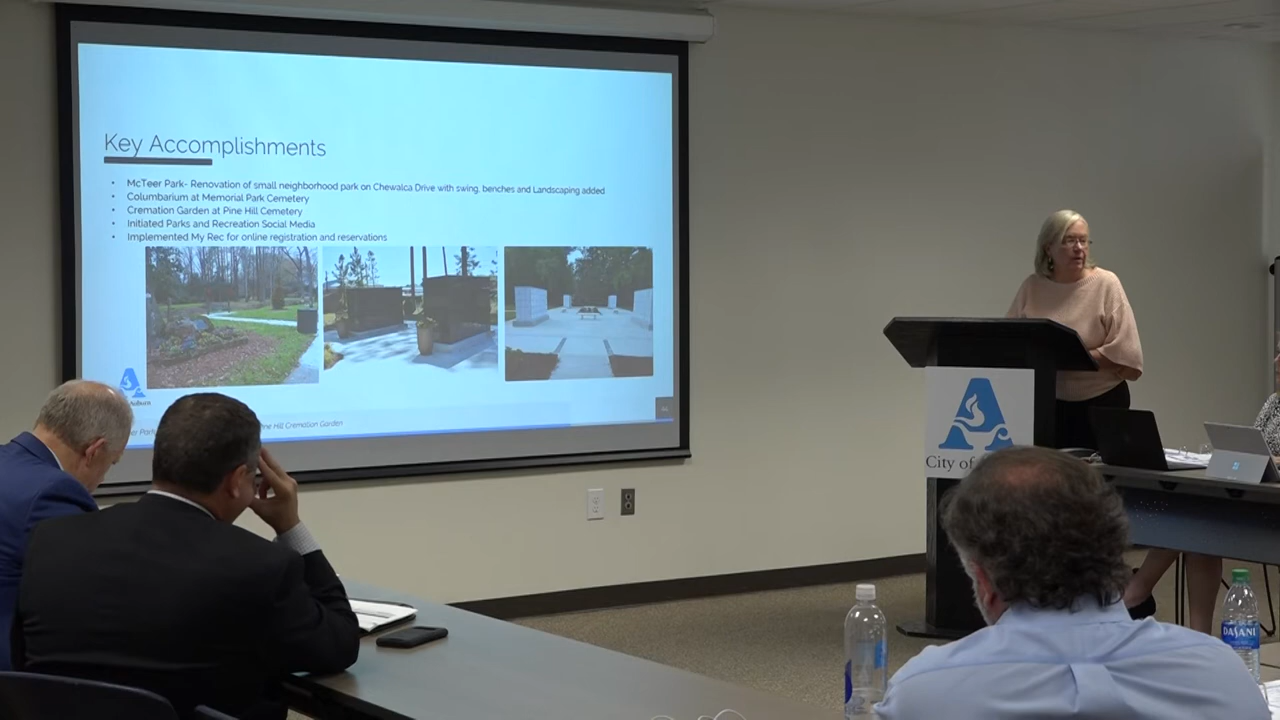 Key Accomplishments
• McTeer Park- Renovation of small neighborhood park on Chewalca Drive with swing, benches and Landscaping added
• Columbarium at Memorial Park Cemetery
• Cremation Garden at Pine Hill Cemetery
• Initiated Parks and Recreation Social Media
• Implemented My Rec for online registration and reservations
Pine Hill Cremation Garden
City of
DASANI